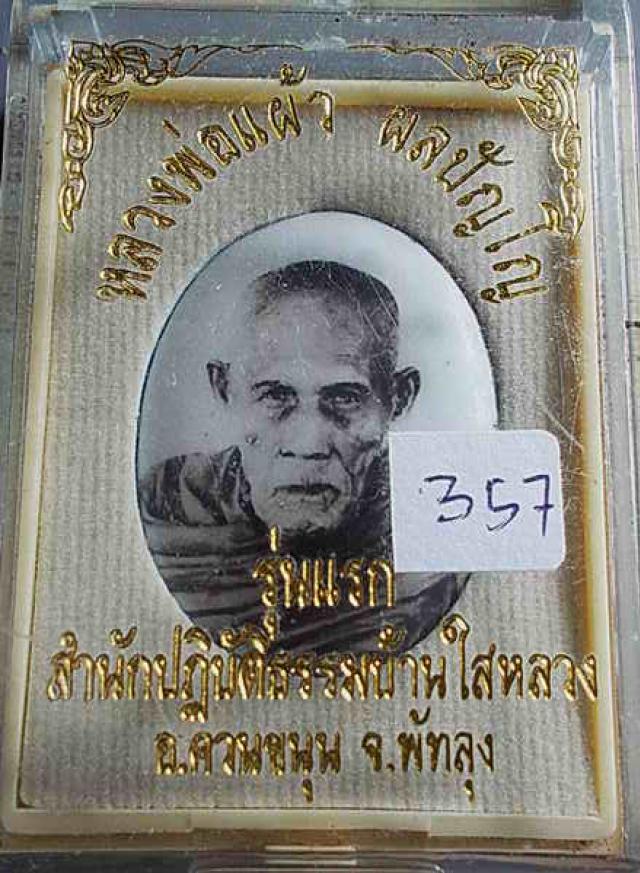 หลวงพ่อแผ้ว ผลปัญโญ
357
รุ่นแรก
สำนักปฏิบัติธรรมบ้านใสหลวง
อ.ควนขนุน จ.พัทลุง